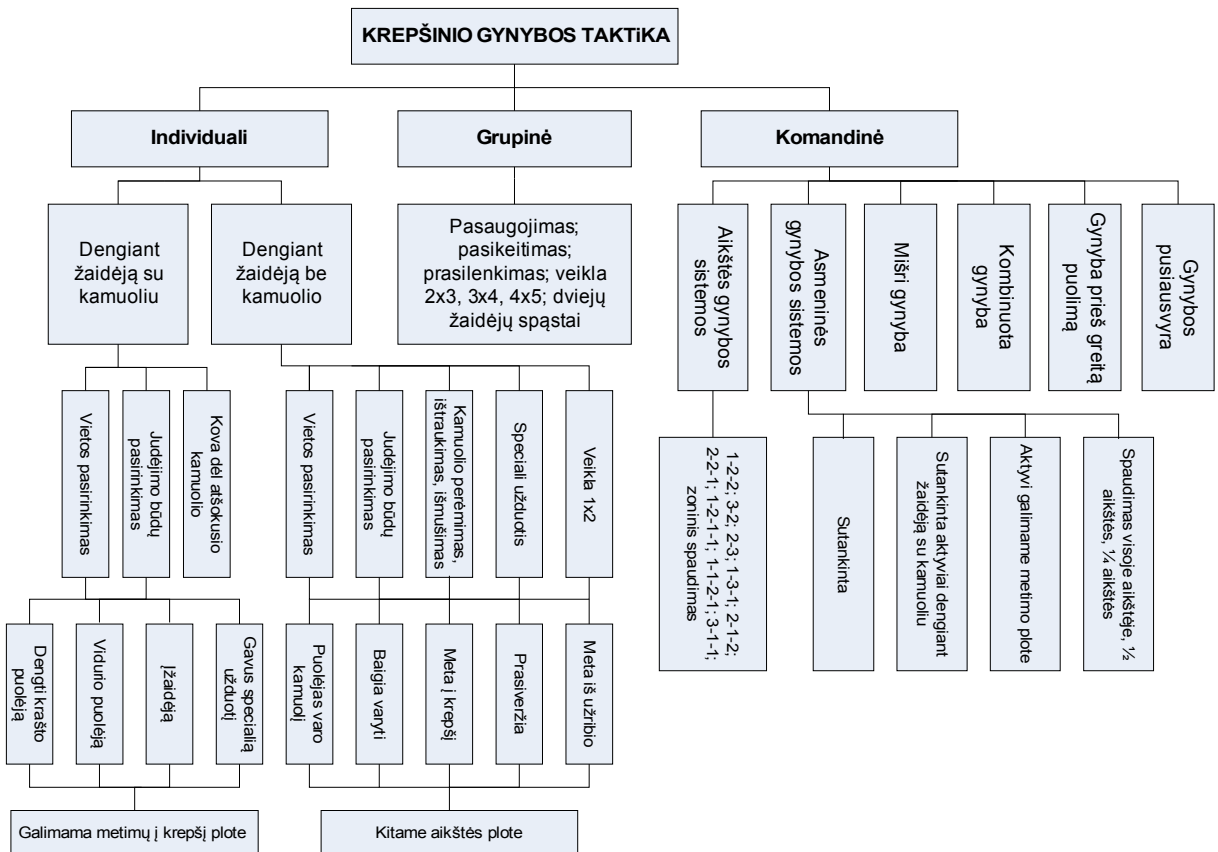 KREPŠINIO GYNYBOS TAKTiKA
Individuali
Grupinė
Komandinė
Dengiant
žaidėją su
kamuoliu
Dengiant
žaidėją be
kamuolio
Pasaugojimas;
pasikeitimas;
prasilenkimas; veikla
2x3, 3x4, 4x5; dviejų
žaidėjų spąstai
Aikštės gynybos
sistemos
Asmeninės
gynybos sistemos
Mišri gynyba
Kombinuota
gynyba
Gynyba prieš greitą
puolimą
Gynybos
pusiausvyra
Vietos pasirinkimas
Judėjimo būdų
pasirinkimas
Kova dėl atšokusio
kamuolio
Vietos pasirinkimas
Judėjimo būdų
pasirinkimas
Kamuolio perėmimas,
ištraukimas, išmušimas
Speciali užduotis
Veikla 1x2
1-2-2; 3-2; 2-3; 1-3-1; 2-1-2;
2-2-1; 1-2-1-1; 1-1-2-1; 3-1-1;
zoninis spaudimas
Sutankinta
Sutankinta aktyviai dengiant
žaidėją su kamuoliu
Aktyvi galimame metimo plote
Spaudimas visoje aikštėje, ½
aikštės, ¼ aikštės
Dengti krašto
puolėją
Vidurio puolėją
Įžaidėją
Gavus specialią
užduotį
Puolėjas varo
kamuolį
Baigia varyti
Meta į krepšį
Prasiveržia
Meta iš užribio
Galimama metimų į krepšį plote
Kitame aikštės plote